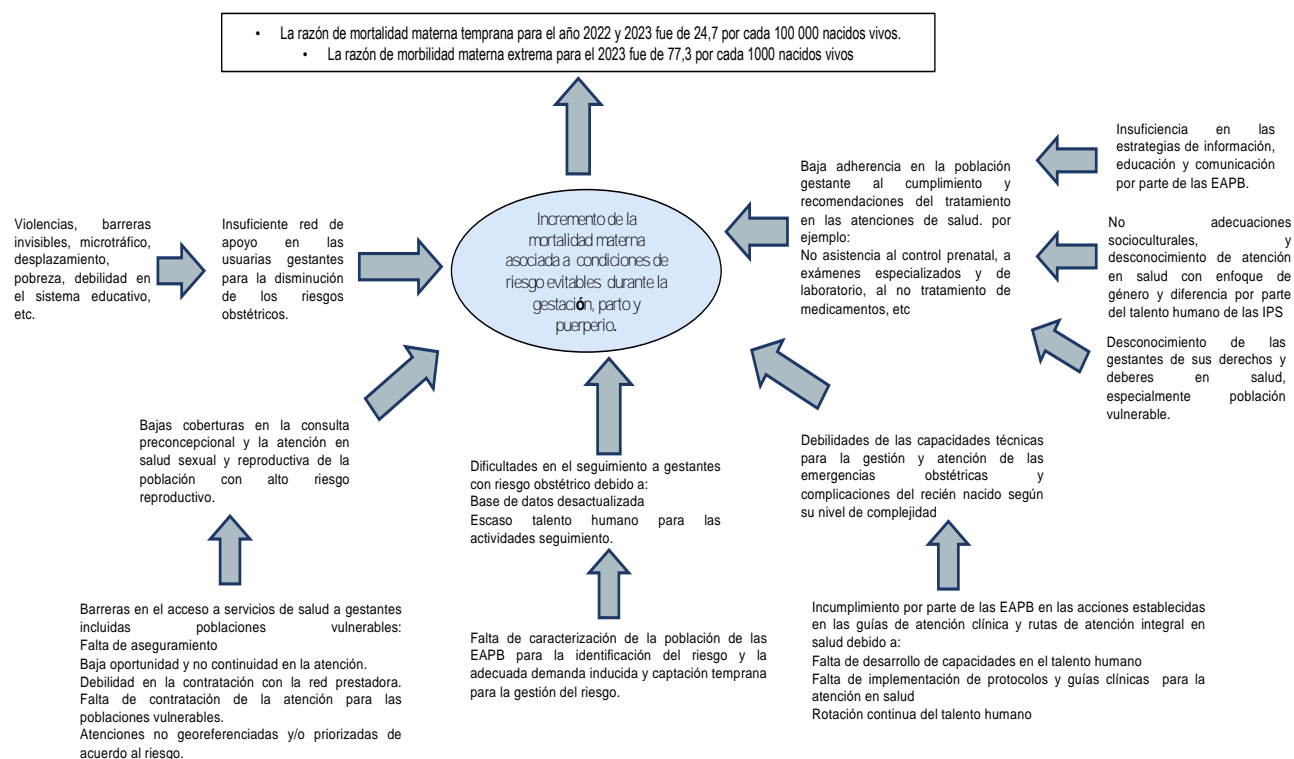 • La razón de mortalidad materna temprana para el año 2022 y 2023 fue de 24,7 por cada 100 000 nacidos vivos.
• La razón de morbilidad materna extrema para el 2023 fue de 77,3 por cada 1000 nacidos vivos
Violencias, barreras
invisibles, microtráfico,
desplazamiento,
pobreza, debilidad en
el sistema educativo,
etc.
Insuficiente red de
apoyo en las
usuarias gestantes
para la disminución
de los riesgos
obstétricos.
Incremento de la
mortalidad materna
asociada a condiciones de
riesgo evitables durante la
gestación, parto y
puerperio.
Baja adherencia en la población
gestante al cumplimiento y
recomendaciones del tratamiento
en las atenciones de salud. por
ejemplo:
No asistencia al control prenatal, a
exámenes especializados y de
laboratorio, al no tratamiento de
medicamentos, etc
Insuficiencia en las
estrategias de información,
educación y comunicación
por parte de las EAPB.
No adecuaciones
socioculturales, y
desconocimiento de atención
en salud con enfoque de
género y diferencia por parte
del talento humano de las IPS
Desconocimiento de las
gestantes de sus derechos y
deberes en salud,
especialmente población
vulnerable.
Bajas coberturas en la consulta
preconcepcional y la atención en
salud sexual y reproductiva de la
población con alto riesgo
reproductivo.
Dificultades en el seguimiento a gestantes
con riesgo obstétrico debido a:
Base de datos desactualizada
Escaso talento humano para las
actividades seguimiento.
Debilidades de las capacidades técnicas
para la gestión y atención de las
emergencias obstétricas y
complicaciones del recién nacido según
su nivel de complejidad
Barreras en el acceso a servicios de salud a gestantes
incluidas poblaciones vulnerables:
Falta de aseguramiento
Baja oportunidad y no continuidad en la atención.
Debilidad en la contratación con la red prestadora.
Falta de contratación de la atención para las
poblaciones vulnerables.
Atenciones no georeferenciadas y/o priorizadas de
acuerdo al riesgo.
Falta de caracterización de la población de las
EAPB para la identificación del riesgo y la
adecuada demanda inducida y captación temprana
para la gestión del riesgo.
Incumplimiento por parte de las EAPB en las acciones establecidas
en las guías de atención clínica y rutas de atención integral en
salud debido a:
Falta de desarrollo de capacidades en el talento humano
Falta de implementación de protocolos y guías clínicas para la
atención en salud
Rotación continua del talento humano